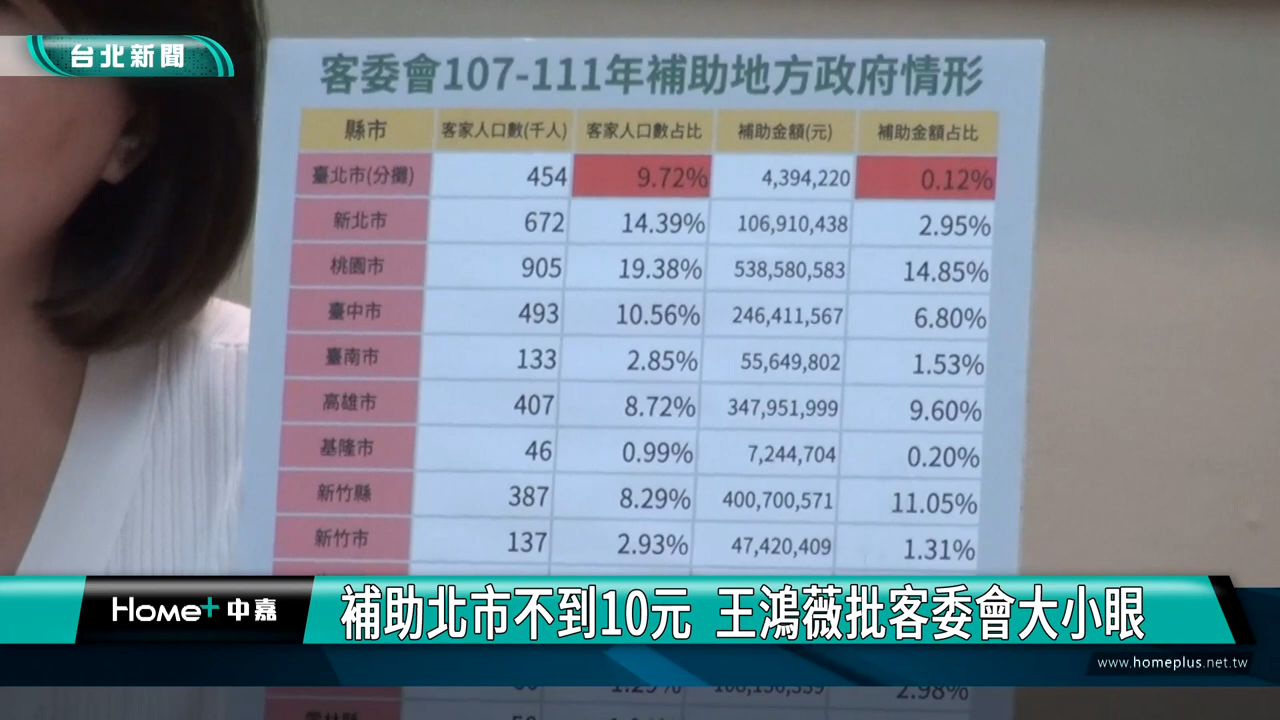 台北新聞
客委會107-111年補助地方政府情形
縣市 客家人口數(千人) 客家人口數占比 補助金額(元) 補助金額占比
臺北市(分攤) 454 9.72% 4,394,220 0.12%
新北市 672 14.39% 106,910,438 2.95%
桃園市 905 19.38% 538,580,583 14.85%
臺中市 493 10.56% 246,411,567 6.80%
臺南市 133 2.85% 55,649,802 1.53%
高雄市 407 8.72% 347,951,999 9.60%
基隆市 46 0.99% 7,244,704 0.20%
新竹縣 387 8.29% 400,700,571 11.05%
新竹市 137 2.93% 47,420,409 1.31%
Home+中嘉 補助北市不到10元 王鴻薇批客委會大小眼
www.homeplus.net.tw
2.98%